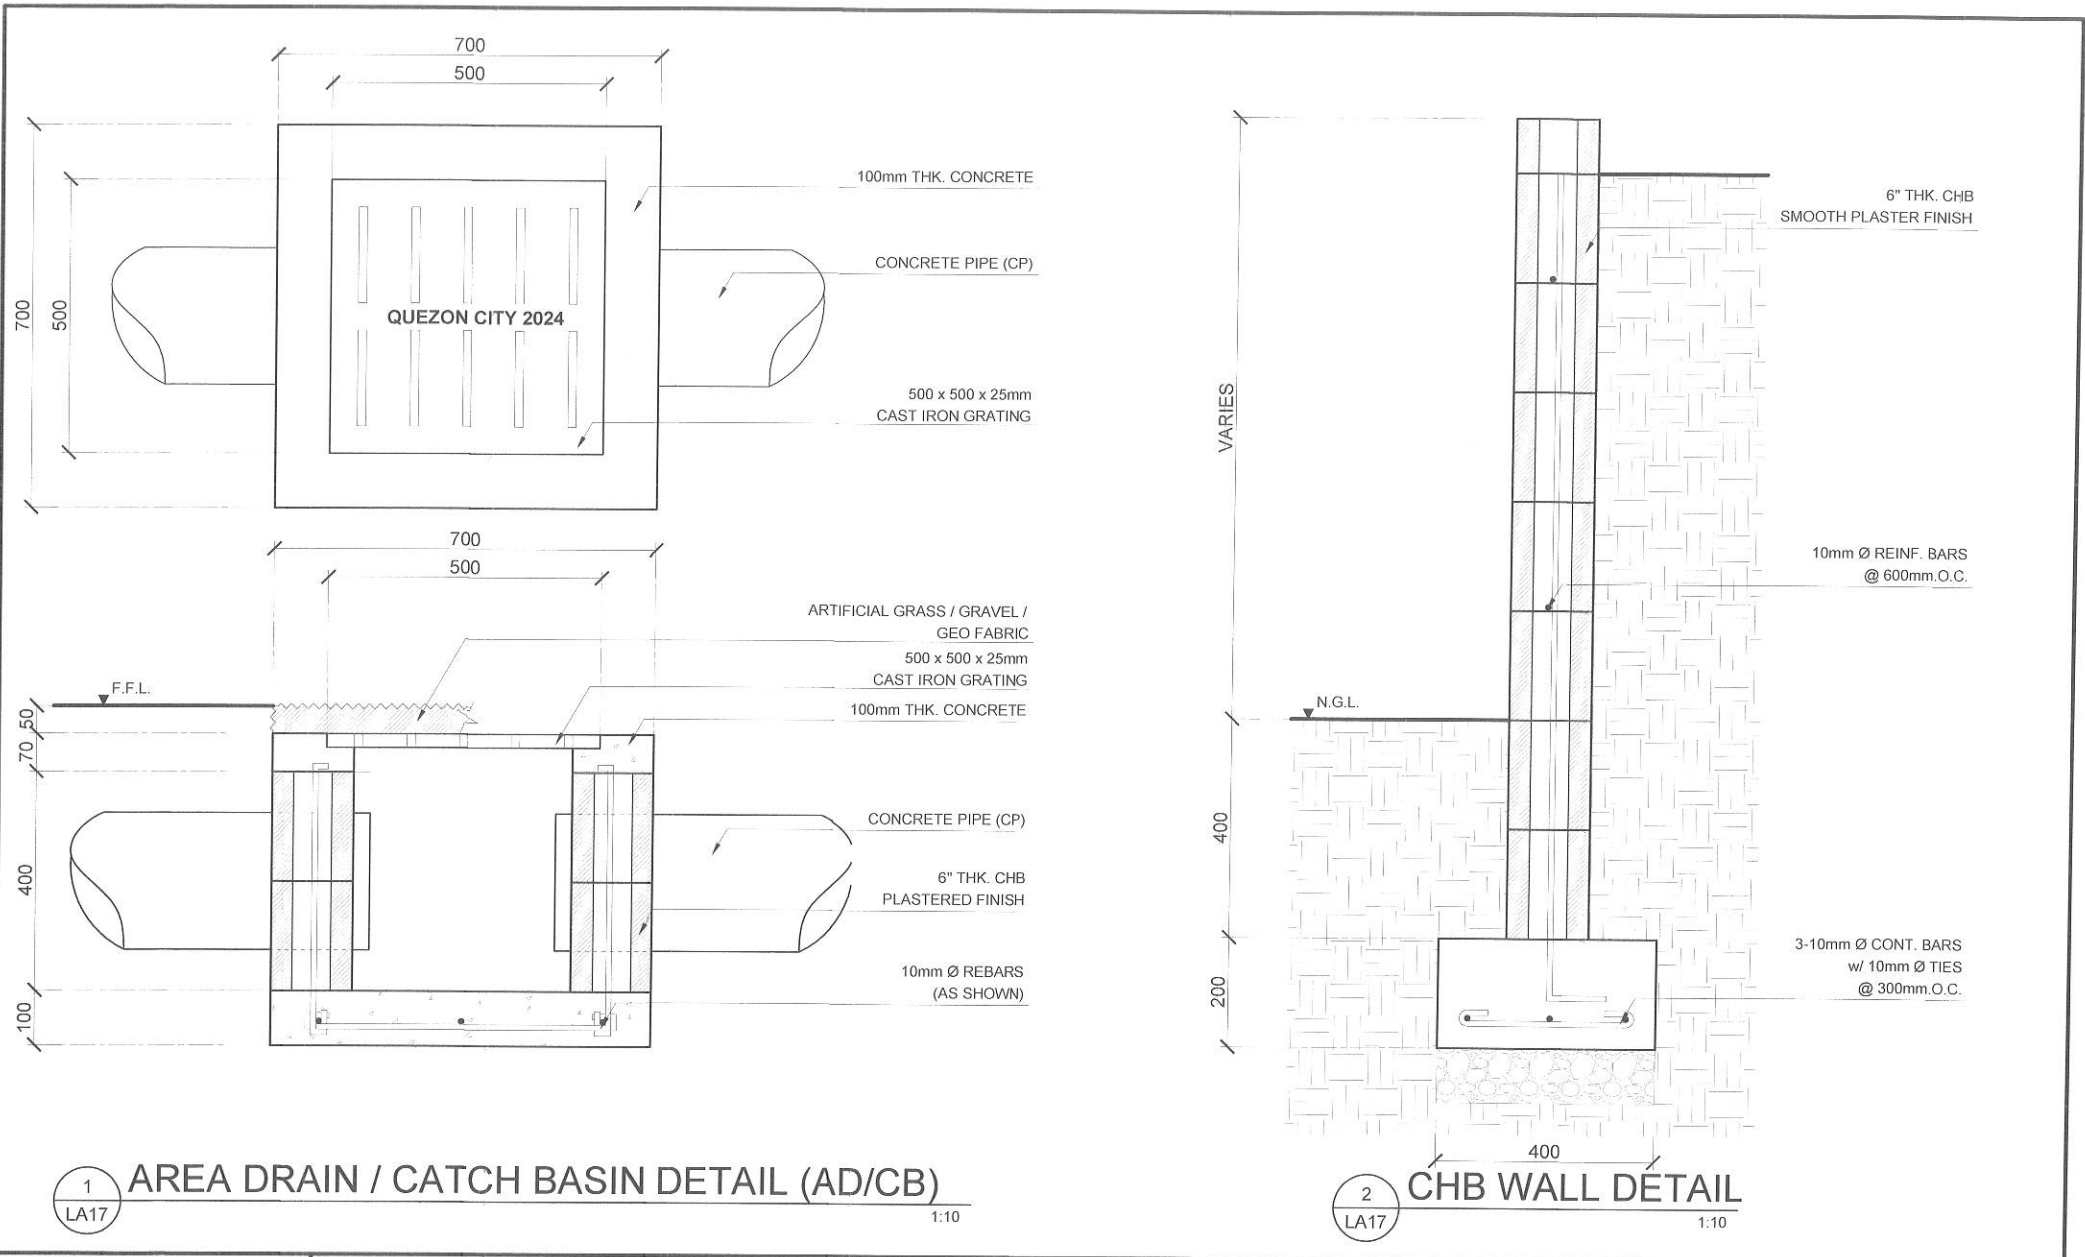 700
500
700
500
100mm THK. CONCRETE
CONCRETE PIPE (CP)
QUEZON CITY 2024
500 x 500 x 25mm
CAST IRON GRATING
700
500
ARTIFICIAL GRASS / GRAVEL /
GEO FABRIC
500 x 500 x 25mm
CAST IRON GRATING
100mm THK. CONCRETE
F.F.L.
50
70
400
100
CONCRETE PIPE (CP)
6" THK. CHB
PLASTERED FINISH
10mm Ø REBARS
(AS SHOWN)
1
LA17
AREA DRAIN / CATCH BASIN DETAIL (AD/CB)
1:10
VARIES
6" THK. CHB
SMOOTH PLASTER FINISH
10mm Ø REINF. BARS
@ 600mm.O.C.
N.G.L.
400
200
3-10mm Ø CONT. BARS
w/ 10mm Ø TIES
@ 300mm.O.C.
400
2
LA17
CHB WALL DETAIL
1:10